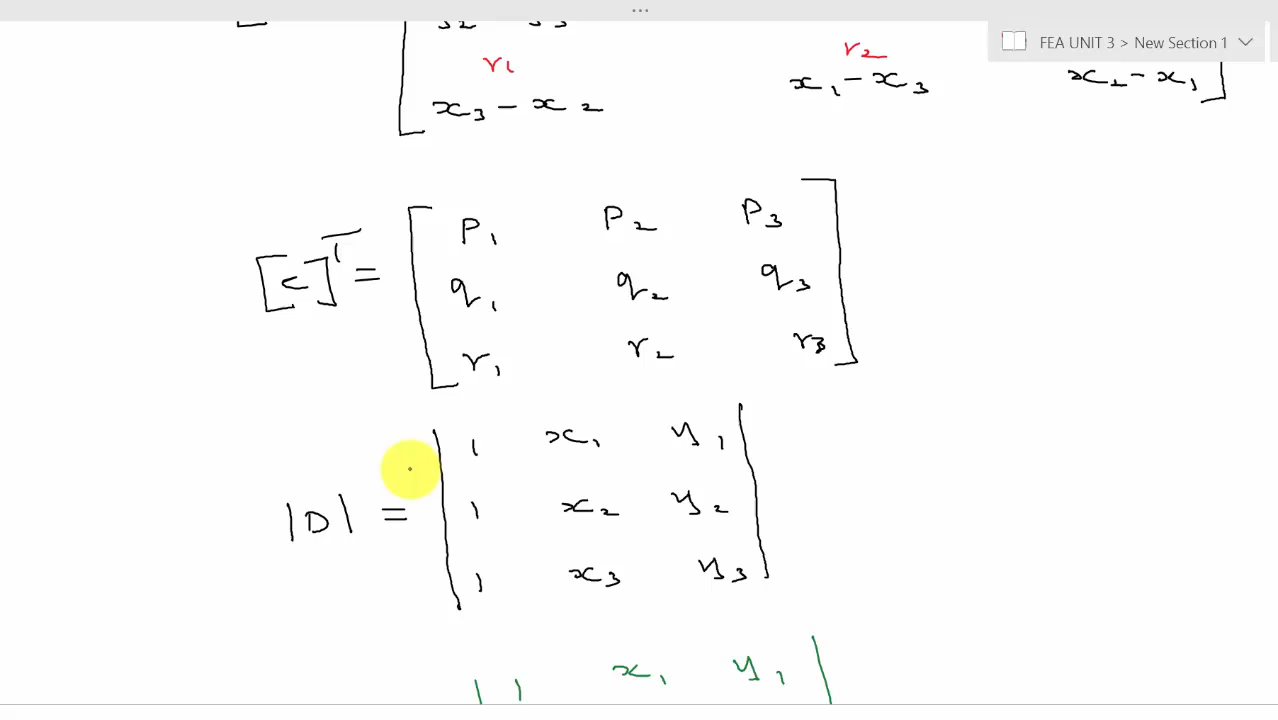 FEA UNIT 3 > New Section 1
r₁ r₂
x₃ − x₂ x₁ − x₃ x₂ − x₁
[c]ᵀ = [ p₁ p₂ p₃
q₁ q₂ q₃
r₁ r₂ r₃ ]
|D| = | 1 x₁ y₁
1 x₂ y₂
1 x₃ y₃ |
| 1 x₁ y₁ |